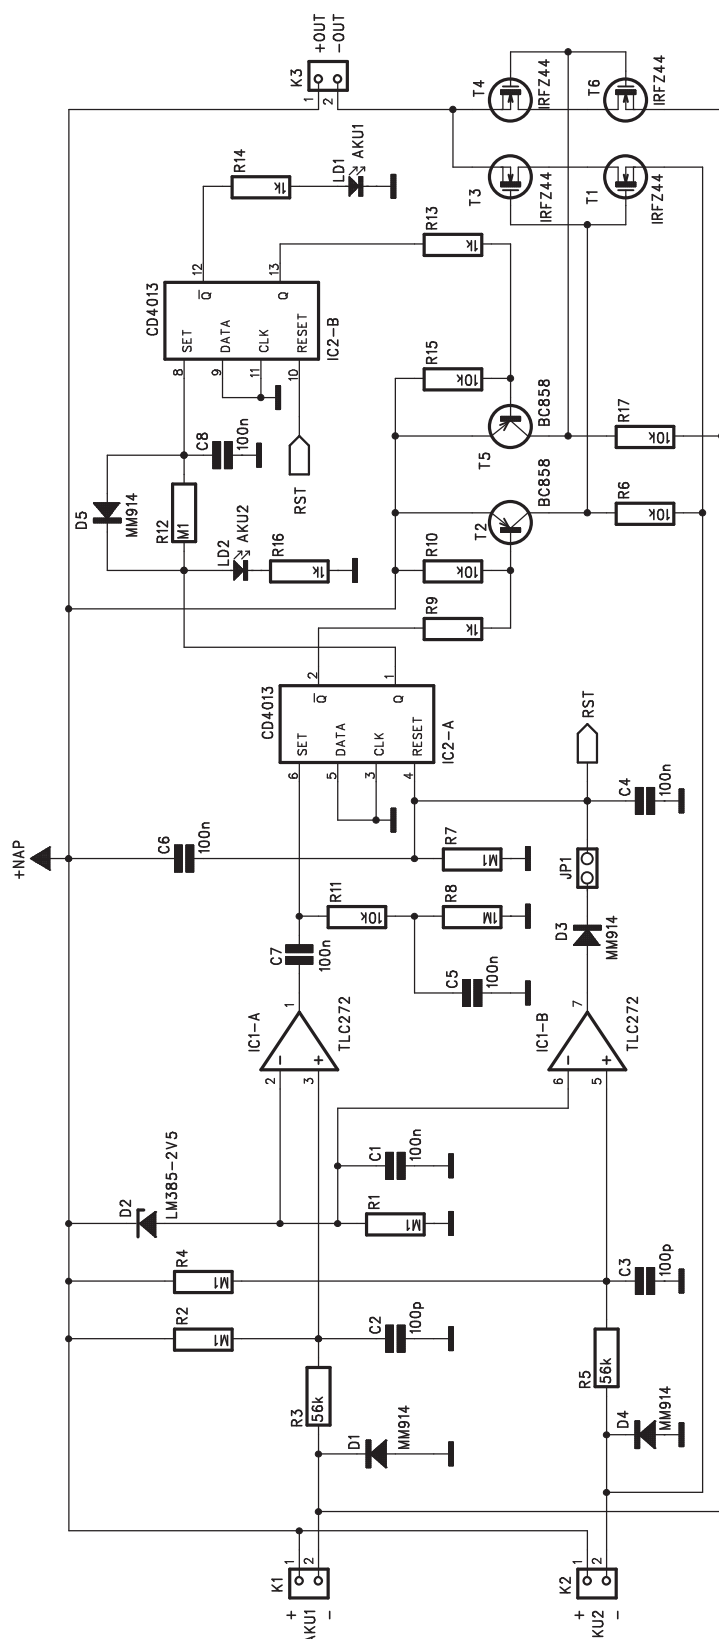 K1
1
2
+
AKU1
−
K2
1
2
+
AKU2
−
R3
56k
D1
MM914
R5
56k
D4
MM914
R2
M1
R4
M1
C2
100p
C3
100p
D2
LM385-2V5
R1
M1
C1
100n
IC1-A
TLC272
2
3
1
−
+
IC1-B
TLC272
6
5
7
−
+
C7
100n
C5
100n
R11
10k
R8
1M
R7
M1
C6
100n
+NAP
D3
MM914
JP1
C4
100n
RST
CD4013
IC2-A
6
SET
5
DATA
3
CLK
4
RESET
2
Q
1
Q
R9
1k
R10
10k
T2
BC858
R6
10k
T5
BC858
R17
10k
R15
10k
R13
1k
D5
MM914
R12
M1
LD2
AKU2
R16
1k
C8
100n
RST
CD4013
IC2-B
8
SET
9
DATA
11
CLK
10
RESET
12
Q
13
Q
R14
1k
LD1
AKU1
T3
IRFZ44
T1
IRFZ44
T4
IRFZ44
T6
IRFZ44
K3
1
2
+OUT
-OUT